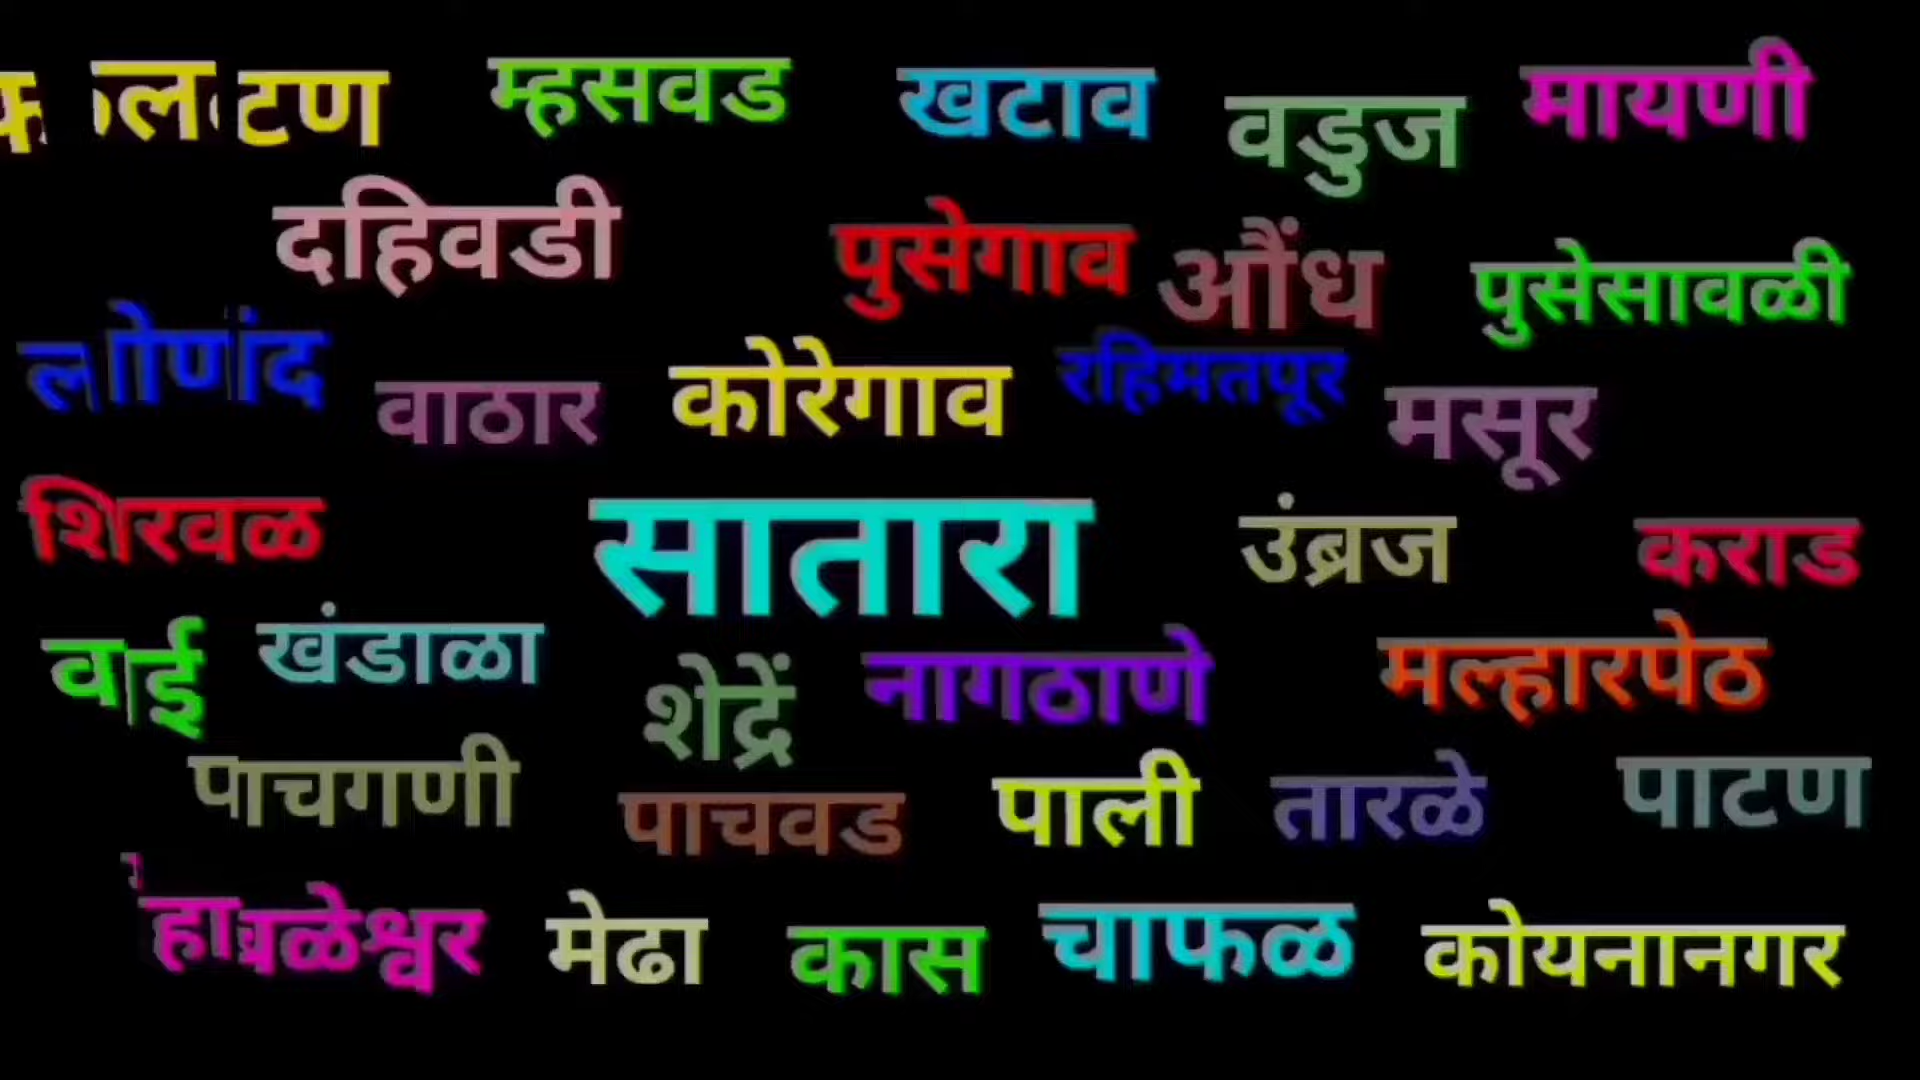 फलटण म्हसवड खटाव वडुज मायणी
दहिवडी पुसेगाव औंध पुसेसावळी
लोणंद वाठार कोरेगाव रहिमतपूर मसूर
शिरवळ सातारा उंब्रज कराड
वाई खंडाळा शेद्रें नागठाणे मल्हारपेठ
पाचगणी पाचवड पाली तारळे पाटण
मेढा कास चाफळ कोयनानगर